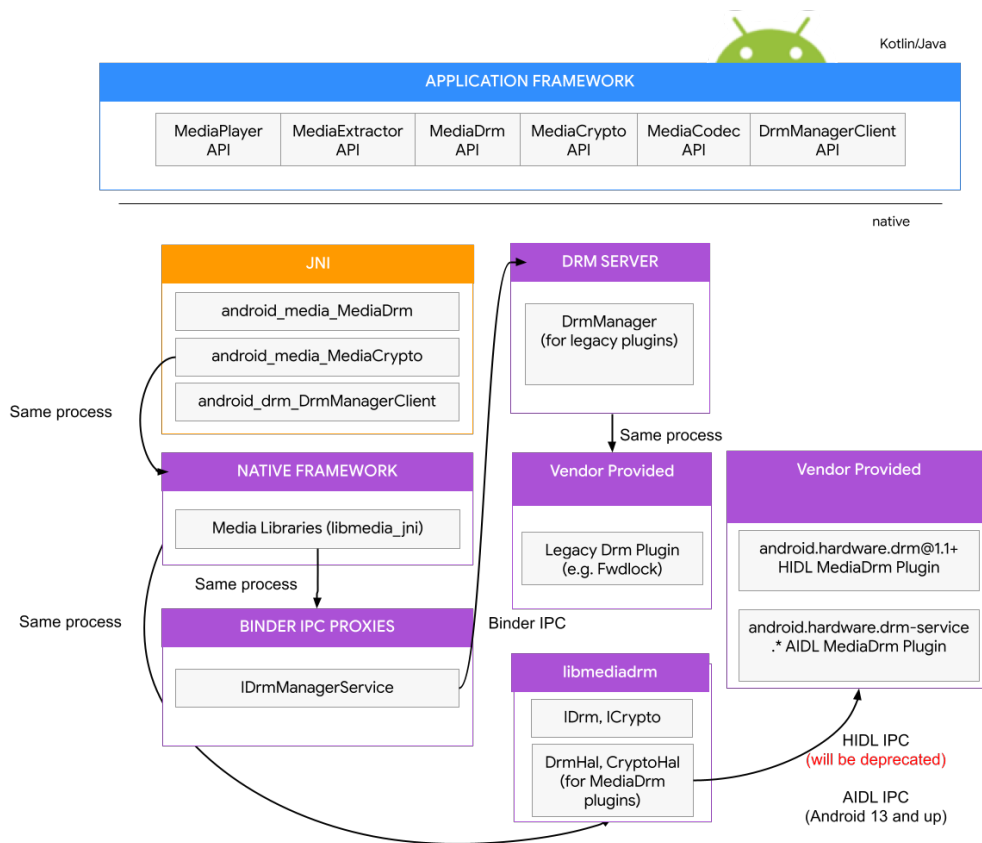 Kotlin/Java
APPLICATION FRAMEWORK
MediaPlayer
API
MediaExtractor
API
MediaDrm
API
MediaCrypto
API
MediaCodec
API
DrmManagerClient
API
native
JNI
android_media_MediaDrm
android_media_MediaCrypto
android_drm_DrmManagerClient
Same process
NATIVE FRAMEWORK
Media Libraries (libmedia_jni)
Same process
Same process
BINDER IPC PROXIES
IDrmManagerService
Binder IPC
DRM SERVER
DrmManager
(for legacy plugins)
Same process
Vendor Provided
Legacy Drm Plugin
(e.g. Fwdlock)
Vendor Provided
android.hardware.drm@1.1+
HIDL MediaDrm Plugin
android.hardware.drm-service
.* AIDL MediaDrm Plugin
libmediadrm
IDrm, ICrypto
DrmHal, CryptoHal
(for MediaDrm
plugins)
HIDL IPC
(will be deprecated)
AIDL IPC
(Android 13 and up)